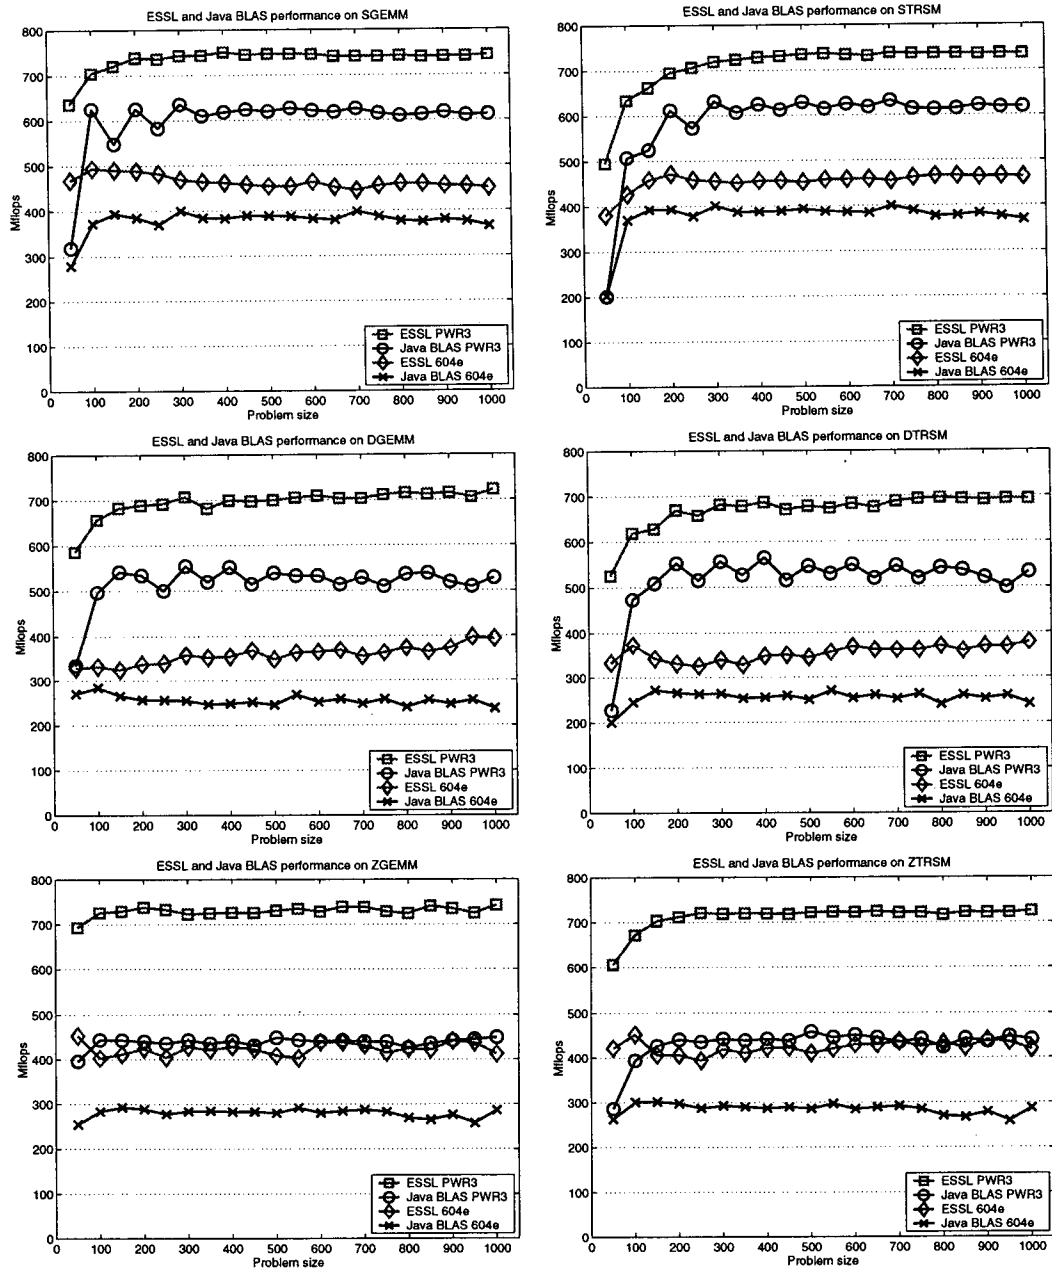 ESSL and Java BLAS performance on SGEMM
800
700
600
500
400
300
200
100
0
Mflops
0 100 200 300 400 500 600 700 800 900 1000
Problem size
ESSL PWR3
Java BLAS PWR3
ESSL 604e
Java BLAS 604e
ESSL and Java BLAS performance on STRSM
800
700
600
500
400
300
200
100
0
Mflops
0 100 200 300 400 500 600 700 800 900 1000
Problem size
ESSL PWR3
Java BLAS PWR3
ESSL 604e
Java BLAS 604e
ESSL and Java BLAS performance on DGEMM
800
700
600
500
400
300
200
100
0
Mflops
0 100 200 300 400 500 600 700 800 900 1000
Problem size
ESSL PWR3
Java BLAS PWR3
ESSL 604e
Java BLAS 604e
ESSL and Java BLAS performance on DTRSM
800
700
600
500
400
300
200
100
0
Mflops
0 100 200 300 400 500 600 700 800 900 1000
Problem size
ESSL PWR3
Java BLAS PWR3
ESSL 604e
Java BLAS 604e
ESSL and Java BLAS performance on ZGEMM
800
700
600
500
400
300
200
100
0
Mflops
0 100 200 300 400 500 600 700 800 900 1000
Problem size
ESSL PWR3
Java BLAS PWR3
ESSL 604e
Java BLAS 604e
ESSL and Java BLAS performance on ZTRSM
800
700
600
500
400
300
200
100
0
Mflops
0 100 200 300 400 500 600 700 800 900 1000
Problem size
ESSL PWR3
Java BLAS PWR3
ESSL 604e
Java BLAS 604e